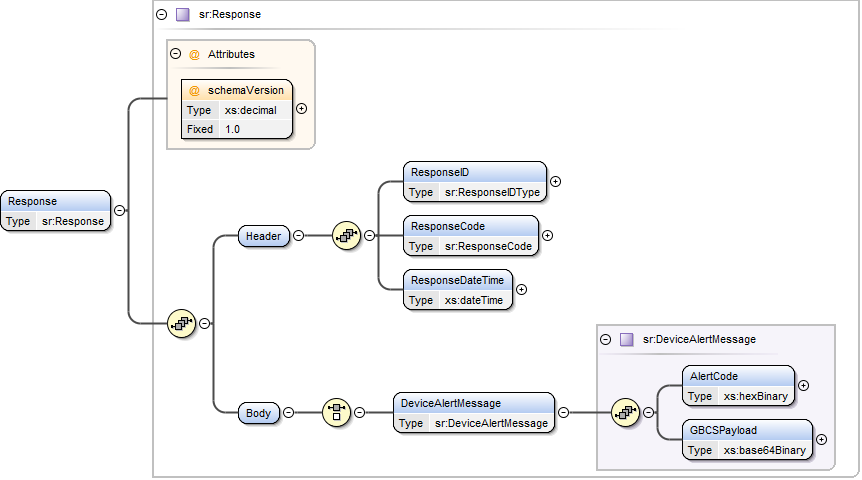 sr:Response
Attributes
schemaVersion
Type xs:decimal
Fixed 1.0
Response
Type sr:Response
Header
ResponseID
Type sr:ResponseIDType
ResponseCode
Type sr:ResponseCode
ResponseDateTime
Type xs:dateTime
Body
DeviceAlertMessage
Type sr:DeviceAlertMessage
sr:DeviceAlertMessage
AlertCode
Type xs:hexBinary
GBCSPayload
Type xs:base64Binary